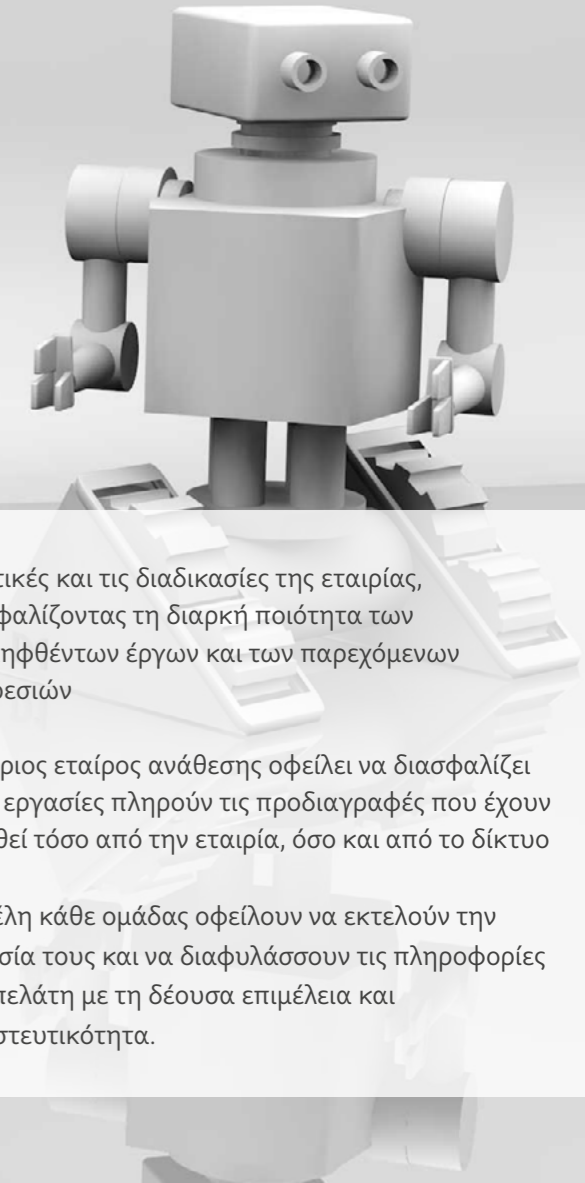 τικές και τις διαδικασίες της εταιρίας,
φαλίζοντας τη διαρκή ποιότητα των
ηφθέντων έργων και των παρεχόμενων
ρεσιών
ριος εταίρος ανάθεσης οφείλει να διασφαλίζει
εργασίες πληρούν τις προδιαγραφές που έχουν
θεί τόσο από την εταιρία, όσο και από το δίκτυο
έλη κάθε ομάδας οφείλουν να εκτελούν την
σία τους και να διαφυλάσσουν τις πληροφορίες
πελάτη με τη δέουσα επιμέλεια και
στευτικότητα.